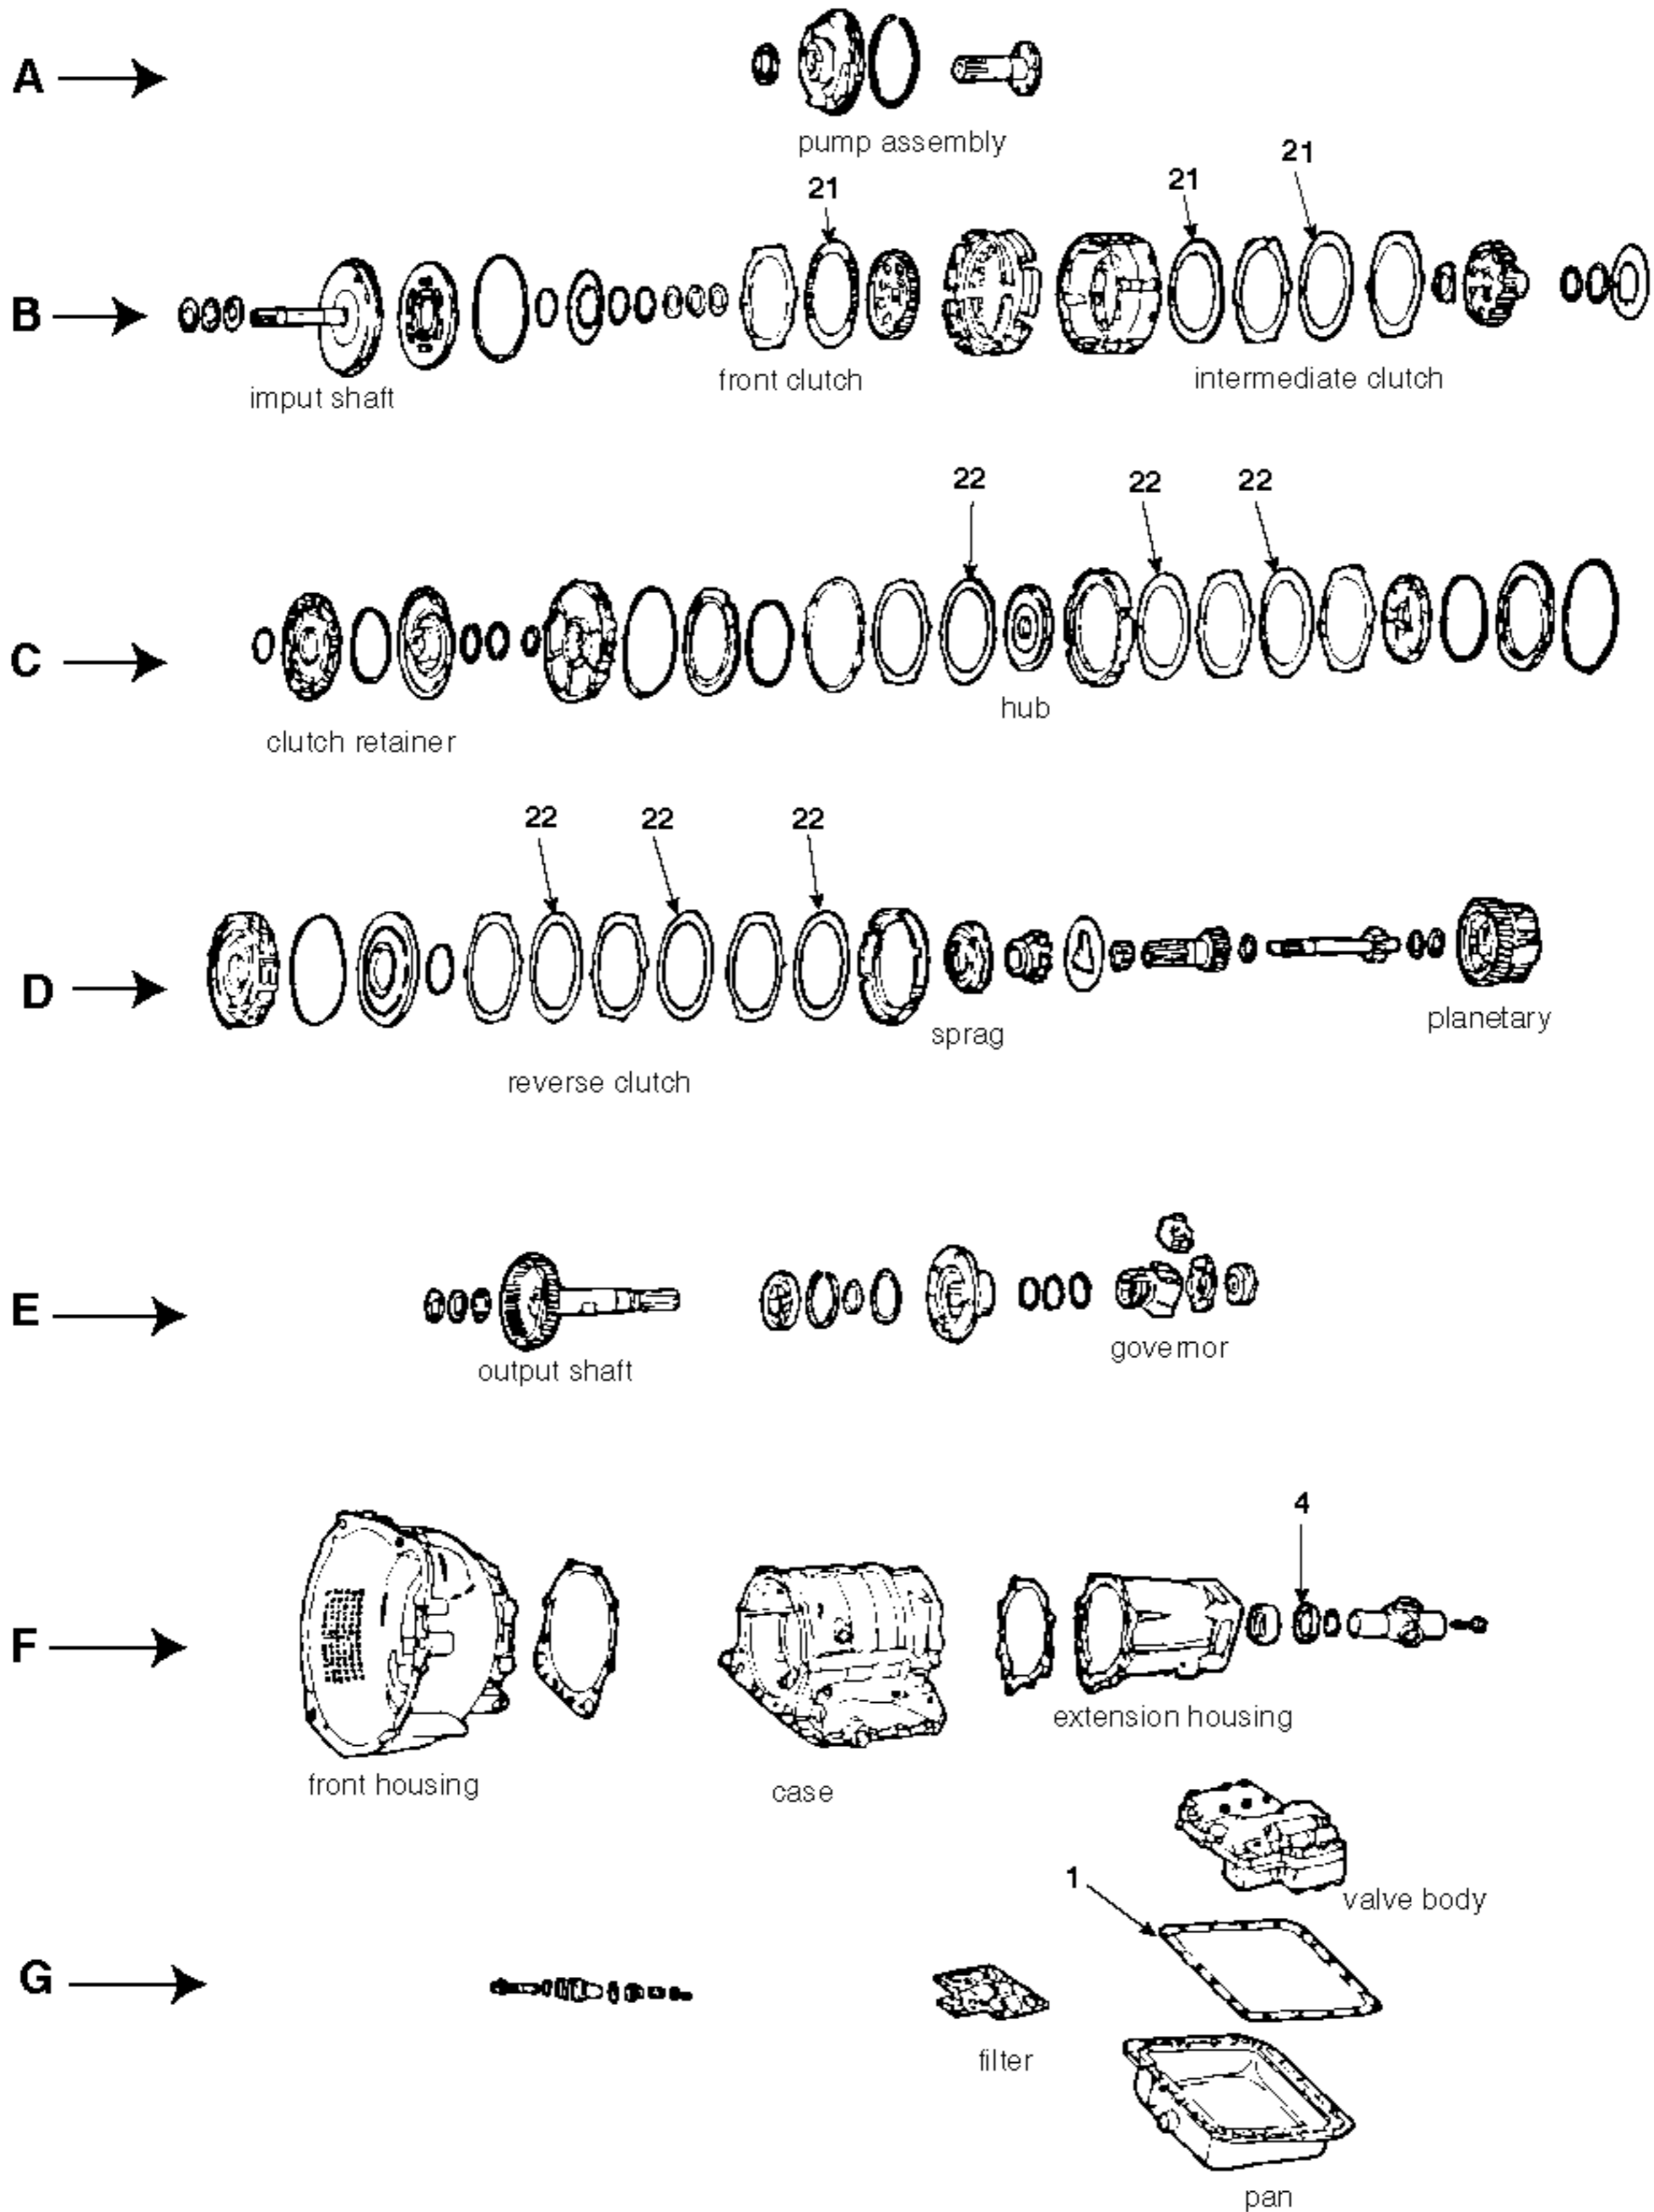 A
pump assembly
21
21
21
B
imput shaft
front clutch
intermediate clutch
22
22
22
C
hub
clutch retainer
22
22
22
D
planetary
sprag
reverse clutch
E
governor
output shaft
4
F
extension housing
front housing
case
1
valve body
G
filter
pan